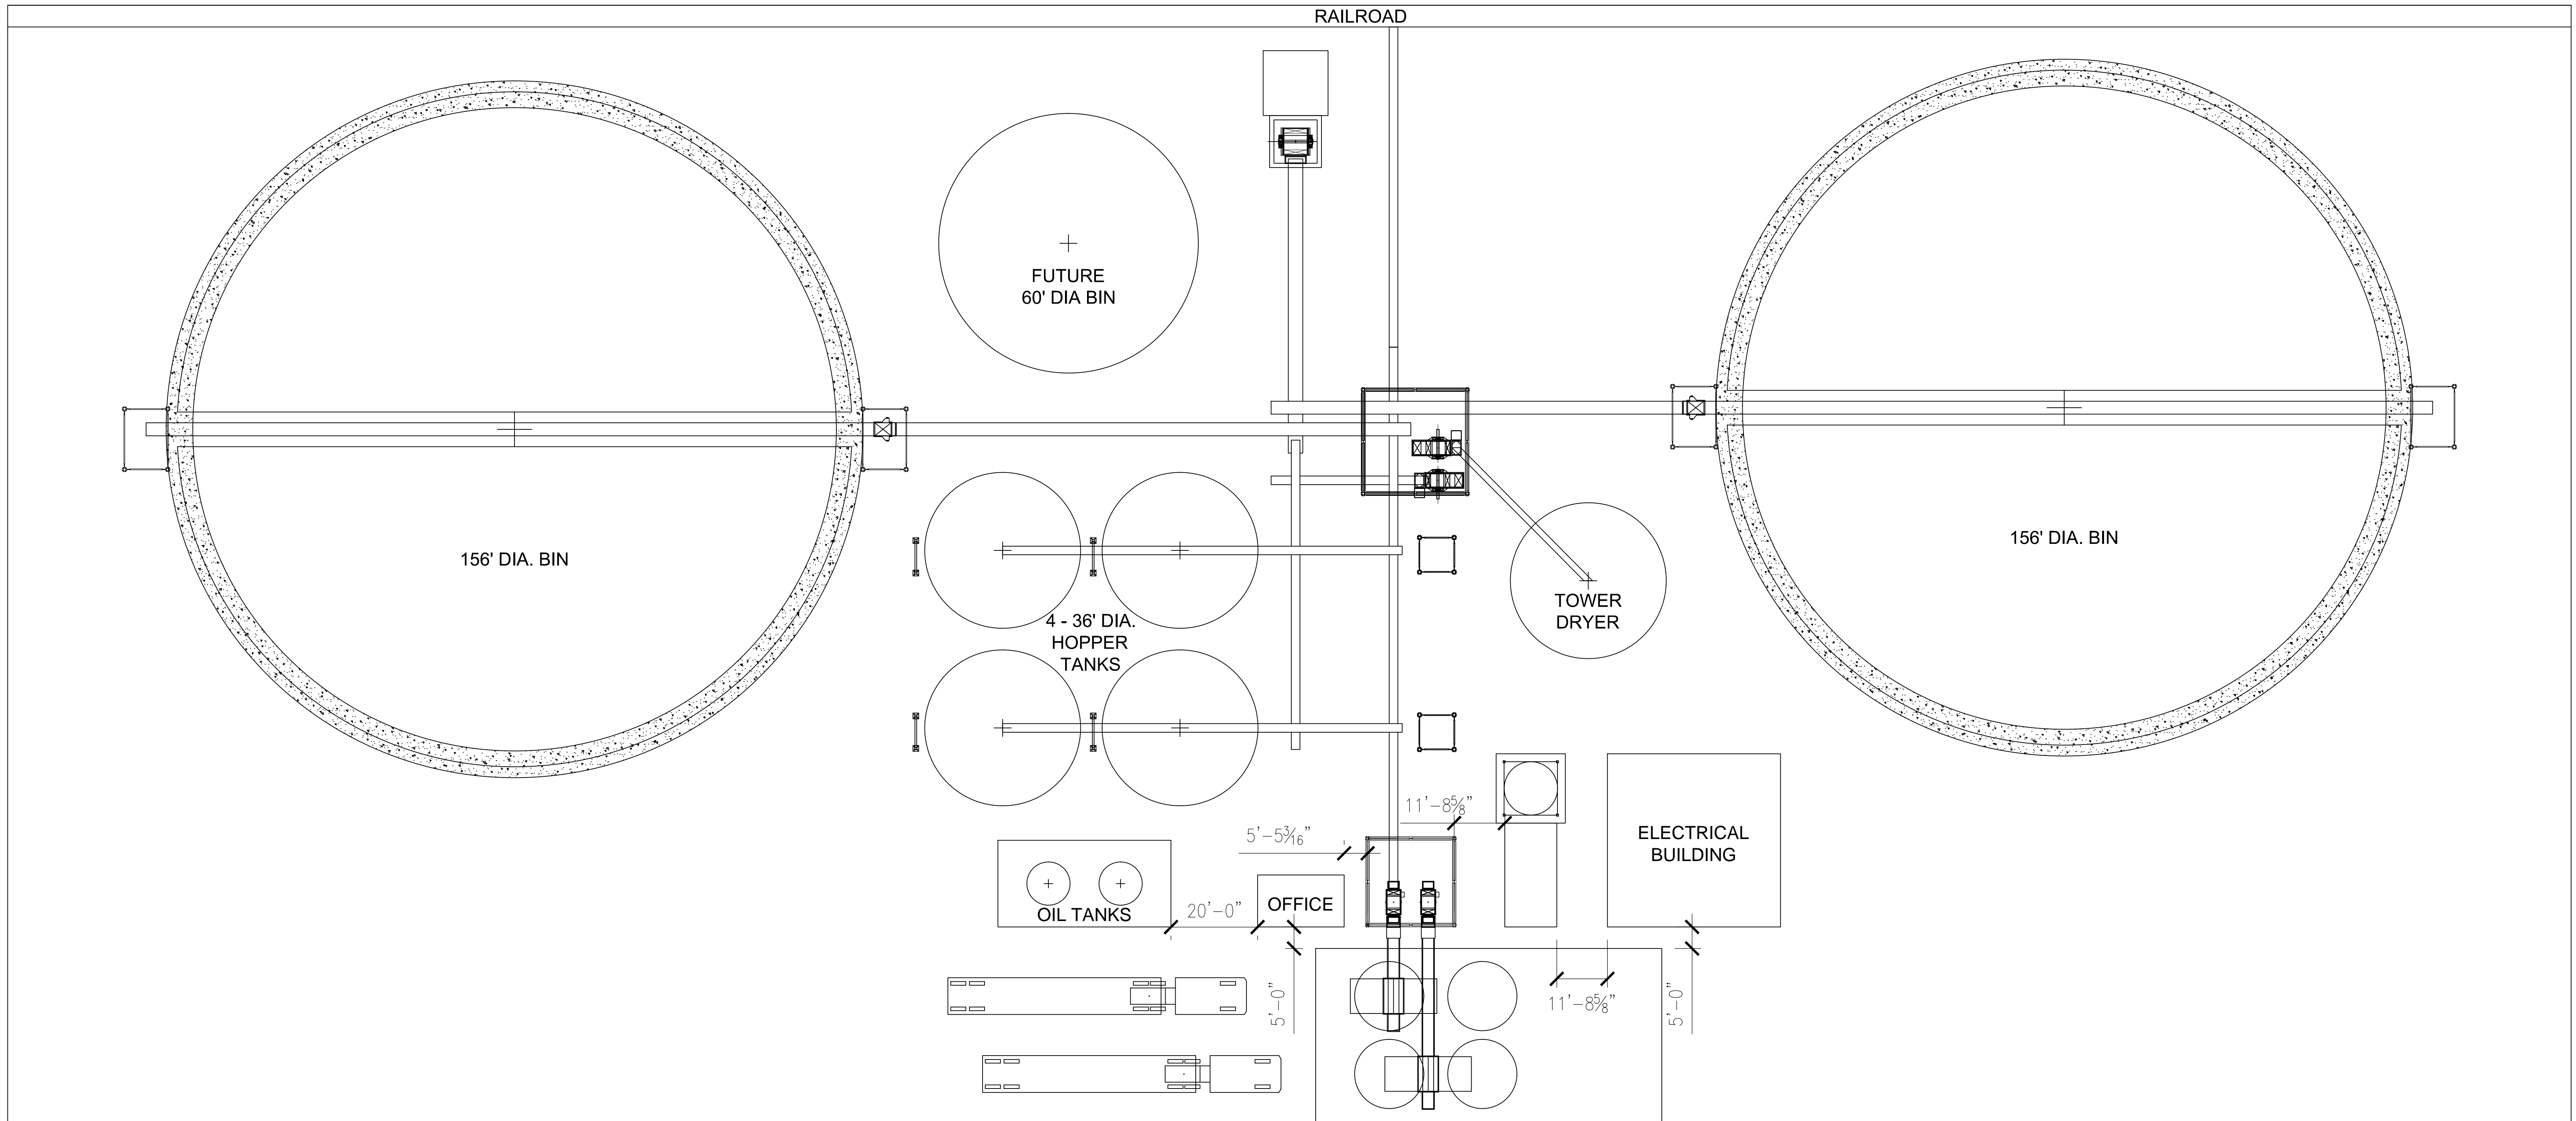 RAILROAD
FUTURE
60' DIA BIN
156' DIA. BIN
156' DIA. BIN
TOWER
DRYER
4 - 36' DIA.
HOPPER
TANKS
11'-8⅝"
5'-5³⁄₁₆"
ELECTRICAL
BUILDING
OIL TANKS
20'-0"
OFFICE
5'-0"
11'-8⅝"
5'-0"